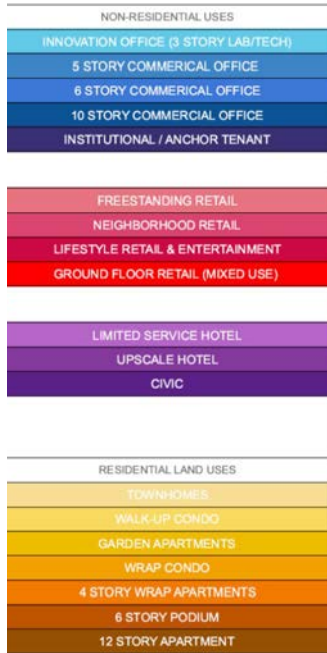 NON-RESIDENTIAL USES
INNOVATION OFFICE (3 STORY LAB/TECH)
5 STORY COMMERICAL OFFICE
6 STORY COMMERICAL OFFICE
10 STORY COMMERCIAL OFFICE
INSTITUTIONAL / ANCHOR TENANT
FREESTANDING RETAIL
NEIGHBORHOOD RETAIL
LIFESTYLE RETAIL & ENTERTAINMENT
GROUND FLOOR RETAIL (MIXED USE)
LIMITED SERVICE HOTEL
UPSCALE HOTEL
CIVIC
RESIDENTIAL LAND USES
TOWNHOMES
WALK-UP CONDO
GARDEN APARTMENTS
WRAP CONDO
4 STORY WRAP APARTMENTS
6 STORY PODIUM
12 STORY APARTMENT